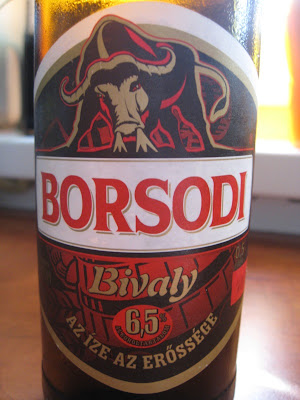 BORSODI
Bivaly
6,5%
AZ ÍZE AZ ERŐSSÉGE